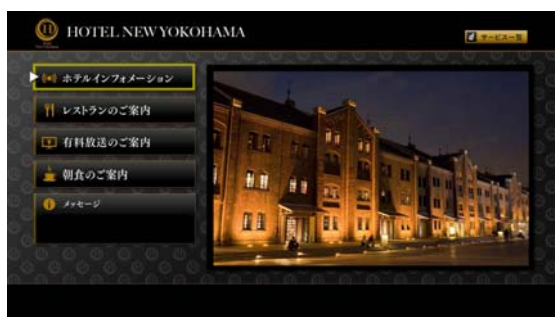 HOTEL NEW YOKOHAMA
サービス一覧
ホテルインフォメーション
レストランのご案内
有料放送のご案内
朝食のご案内
メッセージ